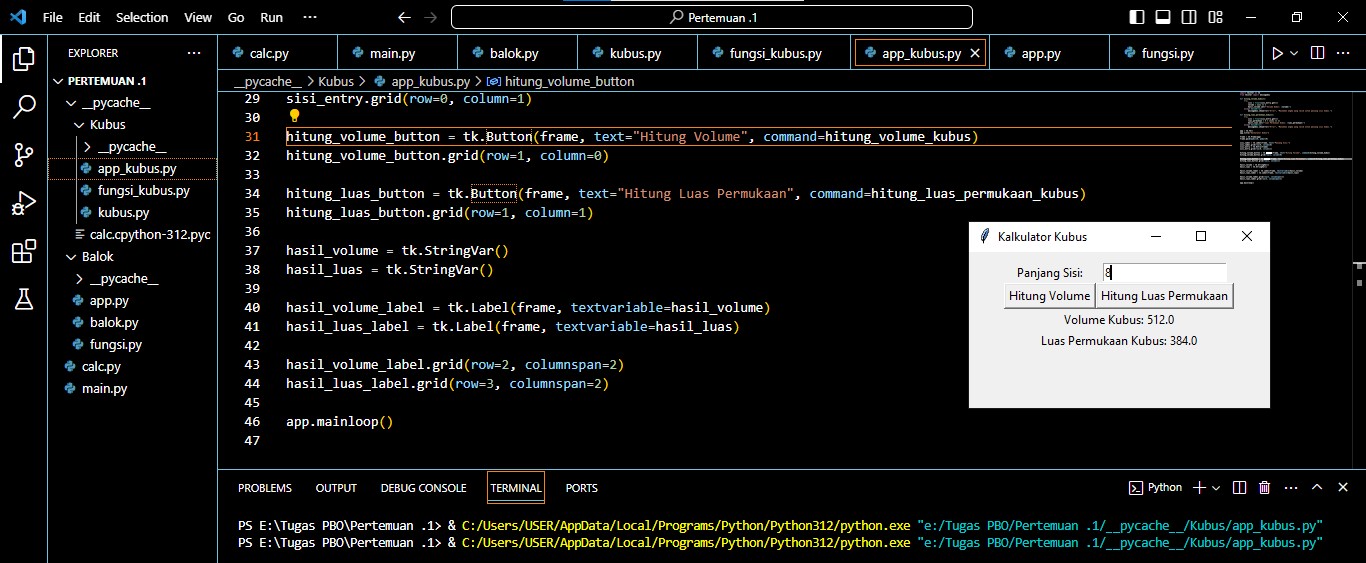 File Edit Selection View Go Run ··· Pertemuan .1
EXPLORER ···
PERTEMUAN .1
__pycache__
Kubus
__pycache__
app_kubus.py
fungsi_kubus.py
kubus.py
calc.cpython-312.pyc
Balok
__pycache__
app.py
balok.py
fungsi.py
calc.py
main.py
calc.py main.py balok.py kubus.py fungsi_kubus.py app_kubus.py app.py fungsi.py
__pycache__ > Kubus > app_kubus.py > hitung_volume_button
29 sisi_entry.grid(row=0, column=1)
30
31 hitung_volume_button = tk.Button(frame, text="Hitung Volume", command=hitung_volume_kubus)
32 hitung_volume_button.grid(row=1, column=0)
33
34 hitung_luas_button = tk.Button(frame, text="Hitung Luas Permukaan", command=hitung_luas_permukaan_kubus)
35 hitung_luas_button.grid(row=1, column=1)
36
37 hasil_volume = tk.StringVar()
38 hasil_luas = tk.StringVar()
39
40 hasil_volume_label = tk.Label(frame, textvariable=hasil_volume)
41 hasil_luas_label = tk.Label(frame, textvariable=hasil_luas)
42
43 hasil_volume_label.grid(row=2, columnspan=2)
44 hasil_luas_label.grid(row=3, columnspan=2)
45
46 app.mainloop()
47
Kalkulator Kubus
Panjang Sisi: 8
Hitung Volume Hitung Luas Permukaan
Volume Kubus: 512.0
Luas Permukaan Kubus: 384.0
PROBLEMS OUTPUT DEBUG CONSOLE TERMINAL PORTS Python
PS E:\Tugas PBO\Pertemuan .1> & C:/Users/USER/AppData/Local/Programs/Python/Python312/python.exe "e:/Tugas PBO/Pertemuan .1/__pycache__/Kubus/app_kubus.py"
PS E:\Tugas PBO\Pertemuan .1> & C:/Users/USER/AppData/Local/Programs/Python/Python312/python.exe "e:/Tugas PBO/Pertemuan .1/__pycache__/Kubus/app_kubus.py"